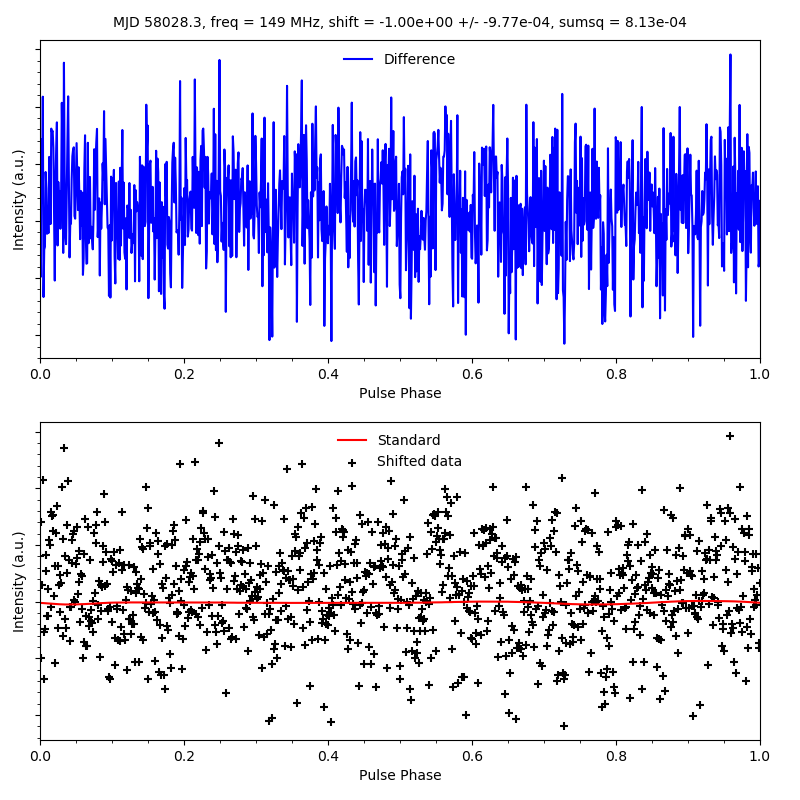 MJD 58028.3, freq = 149 MHz, shift = -1.00e+00 +/- -9.77e-04, sumsq = 8.13e-04
Difference
Intensity (a.u.)
0.0 0.2 0.4 0.6 0.8 1.0
Pulse Phase
Standard
Shifted data
Intensity (a.u.)
0.0 0.2 0.4 0.6 0.8 1.0
Pulse Phase